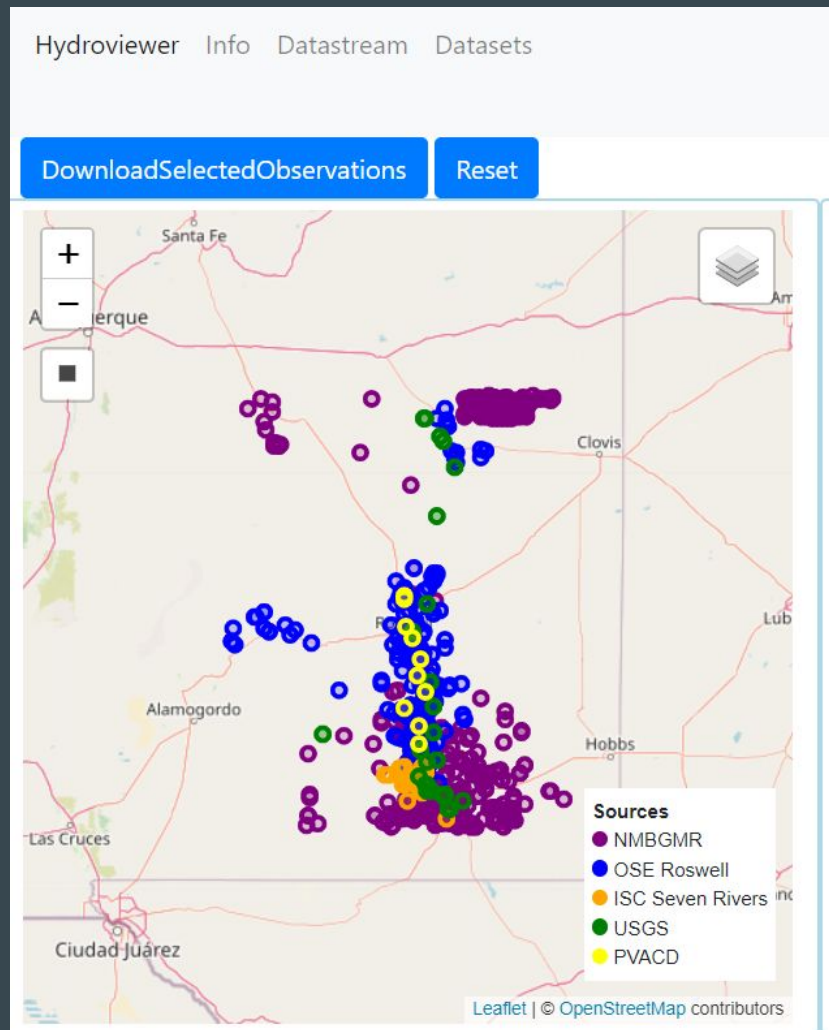 Hydroviewer Info Datastream Datasets
DownloadSelectedObservations Reset
+
−
Santa Fe
Clovis
Alamogordo
Hobbs
Las Cruces
Ciudad Juárez
Sources
NMBGMR
OSE Roswell
ISC Seven Rivers
USGS
PVACD
Leaflet | © OpenStreetMap contributors